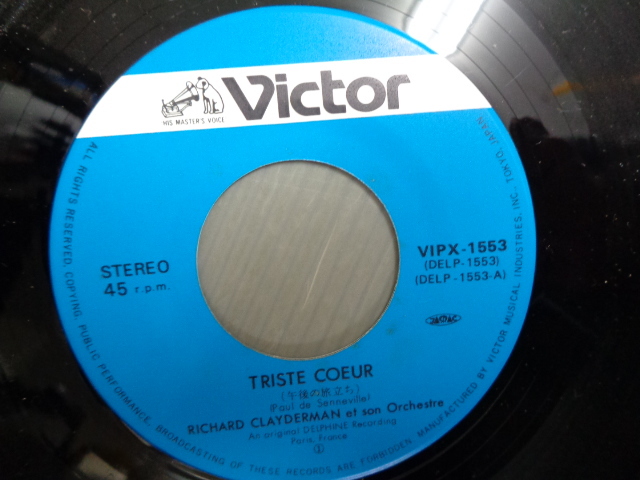 HIS MASTER'S VOICE
Victor
STEREO
45 r.p.m.
VIPX-1553
(DELP-1553)
(DELP-1553-A)
JASRAC
TRISTE COEUR
(午後の旅立ち)
(Paul de Senneville)
RICHARD CLAYDERMAN et son Orchestre
An original DELPHINE Recording
Paris, France
①
ALL RIGHTS RESERVED. COPYING, PUBLIC PERFORMANCE, BROADCASTING OF THESE RECORDS ARE FORBIDDEN. MANUFACTURED BY VICTOR MUSICAL INDUSTRIES, INC. TOKYO, JAPAN